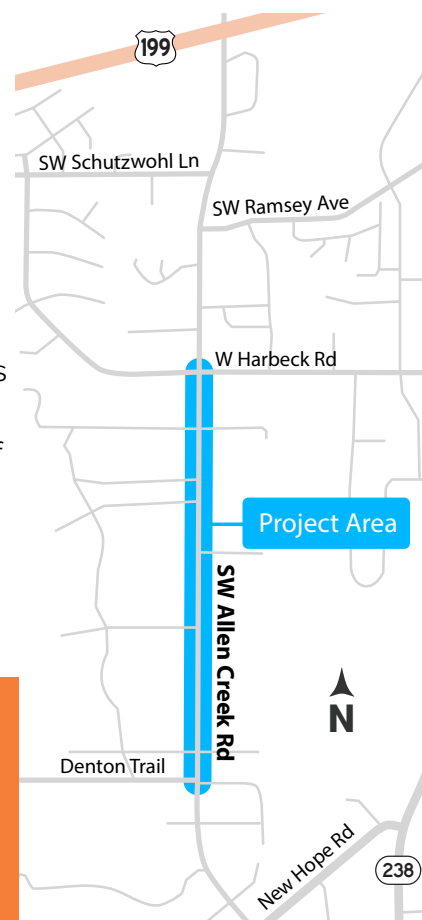 199
SW Schutzwohl Ln
SW Ramsey Ave
W Harbeck Rd
Project Area
SW Allen Creek Rd
N
Denton Trail
New Hope Rd
238